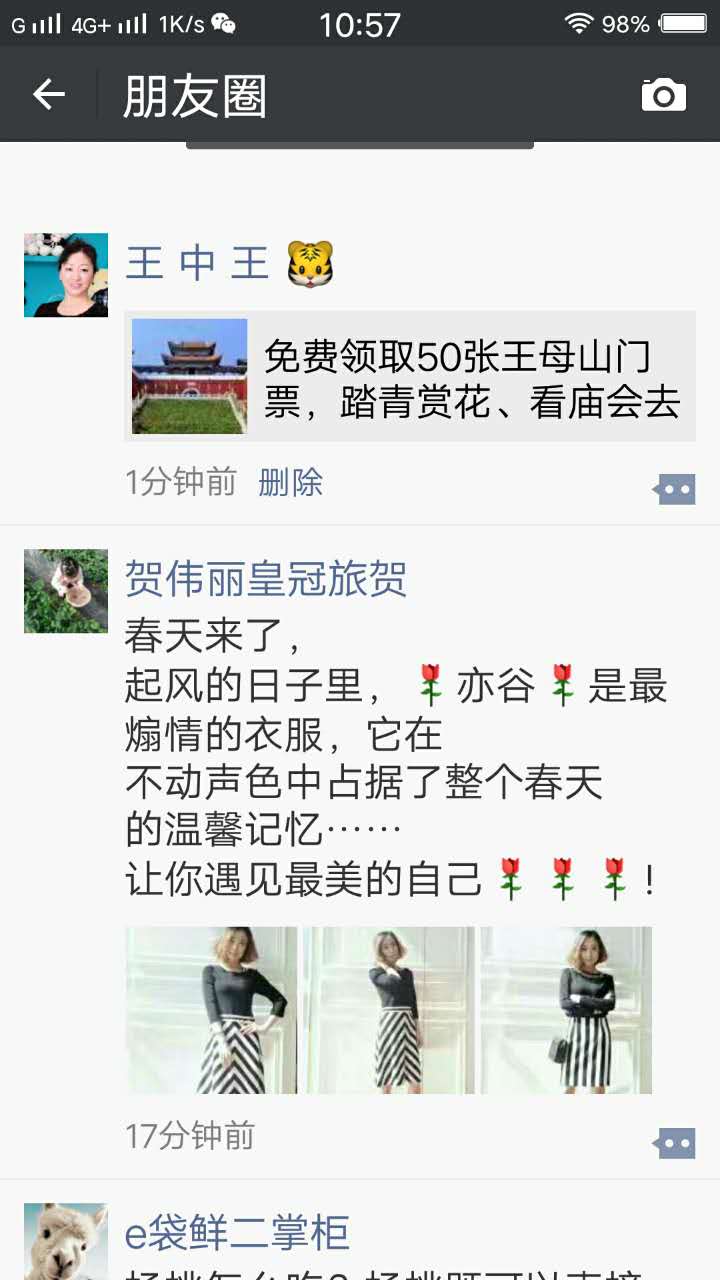 G 4G+ 1K/s 10:57 98%
朋友圈
王 中 王
免费领取50张王母山门
票，踏青赏花、看庙会去
1分钟前 删除
贺伟丽皇冠旅贺
春天来了，
起风的日子里，🌹亦谷🌹是最
煽情的衣服，它在
不动声色中占据了整个春天
的温馨记忆……
让你遇见最美的自己🌹🌹🌹！
17分钟前
e袋鲜二掌柜